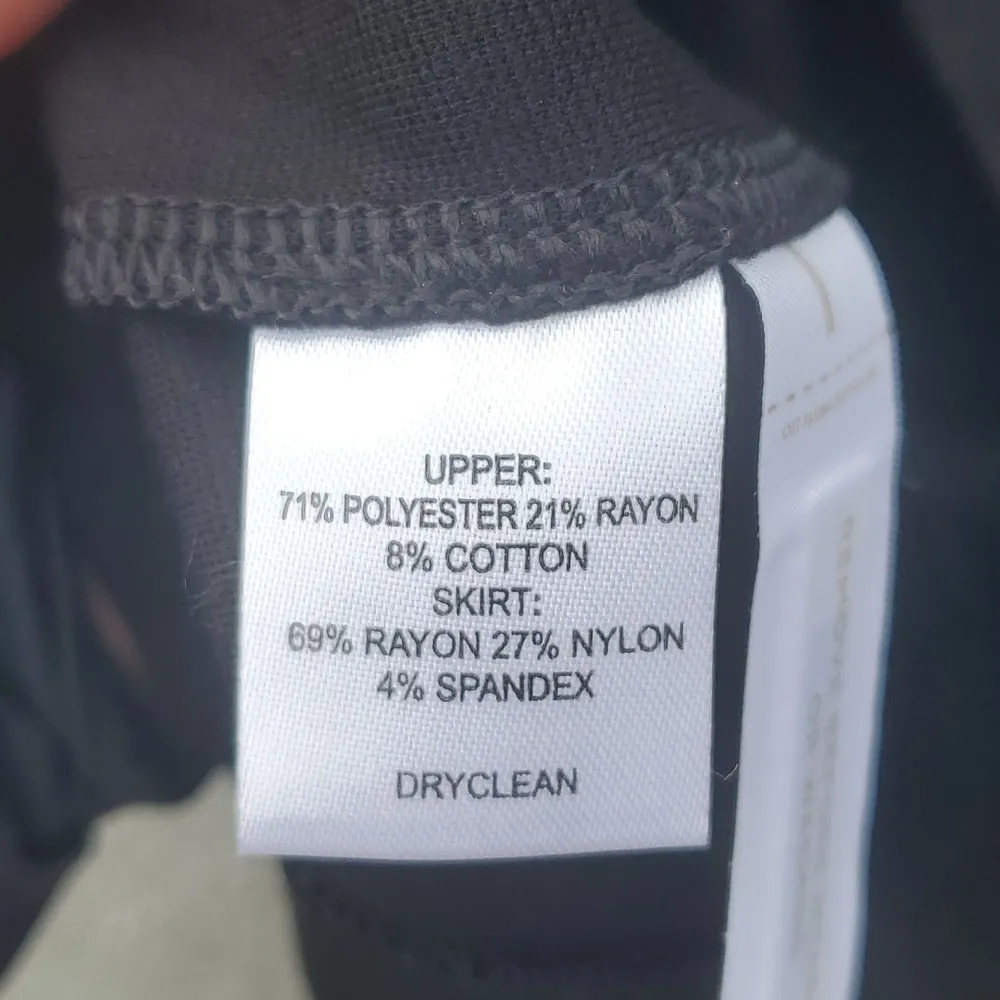 UPPER:
71% POLYESTER 21% RAYON
8% COTTON
SKIRT:
69% RAYON 27% NYLON
4% SPANDEX
DRYCLEAN